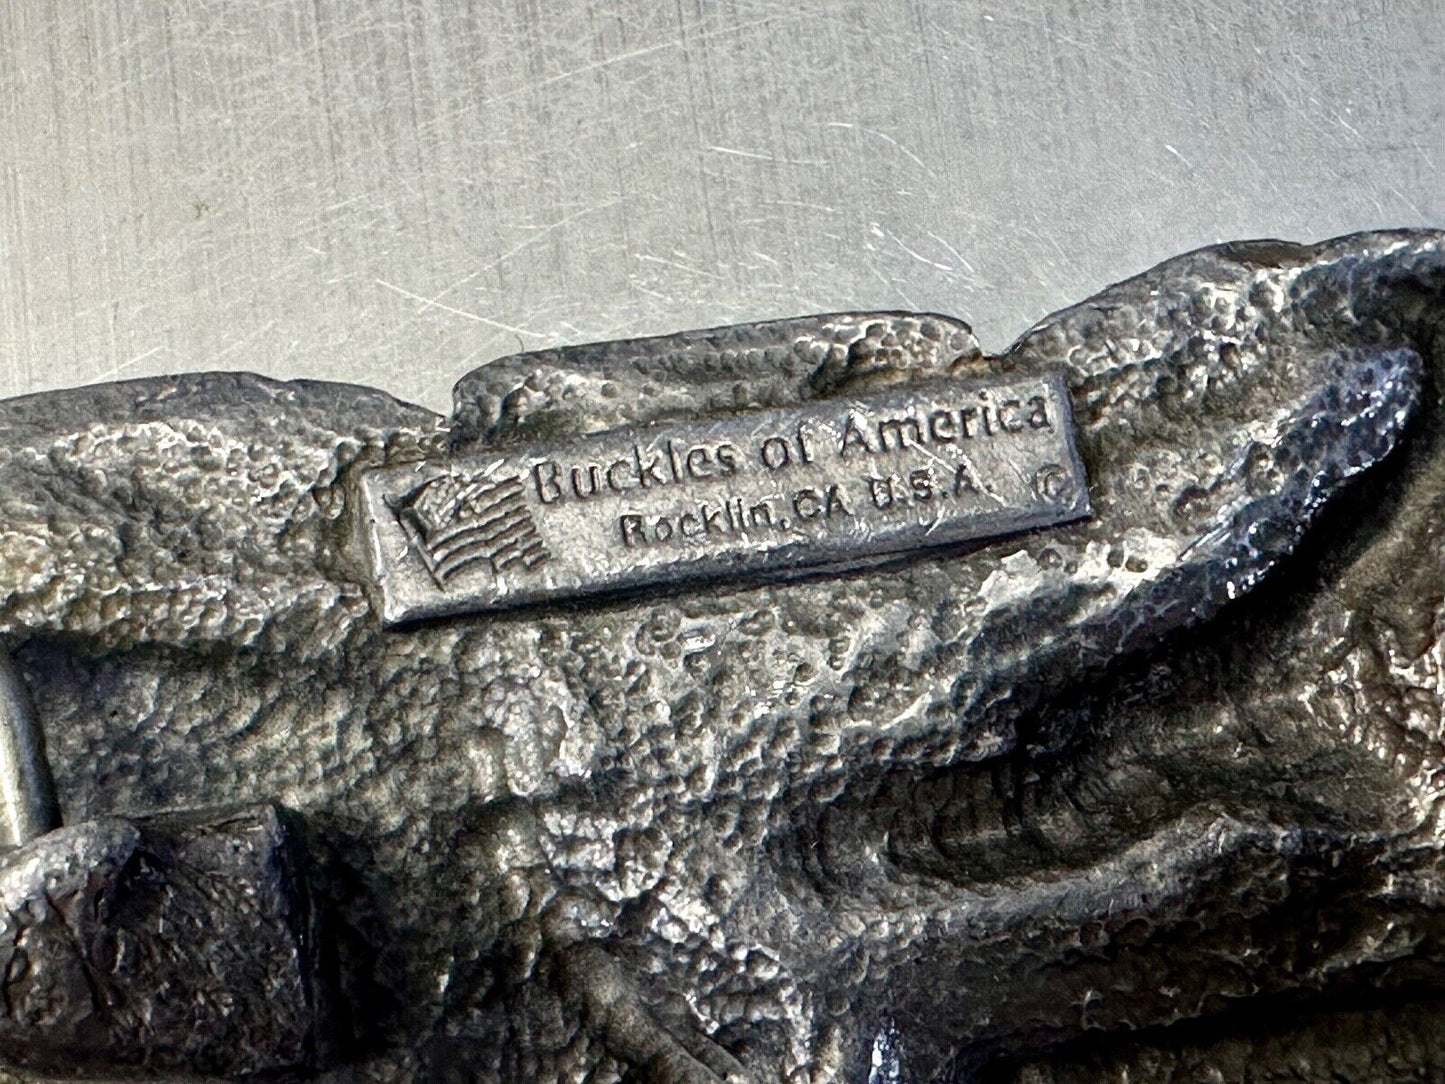 Buckles of America
Rocklin, CA U.S.A. ©